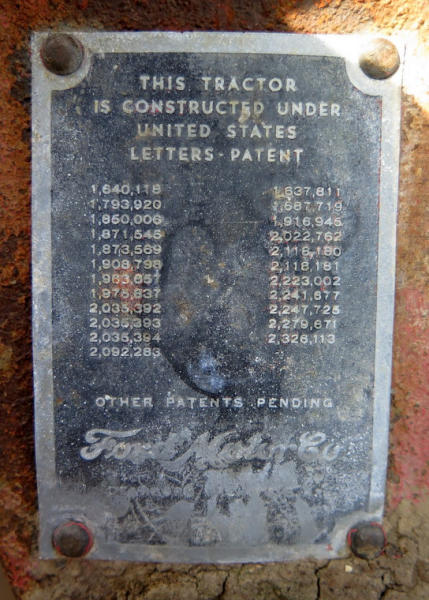 THIS TRACTOR
IS CONSTRUCTED UNDER
UNITED STATES
LETTERS-PATENT
1,640,118 1,637,811
1,793,920 1,687,719
1,850,006 1,916,945
1,871,545 2,022,762
1,873,569 2,118,180
1,908,798 2,118,181
1,963,657 2,223,002
1,976,837 2,241,677
2,035,392 2,247,725
2,035,393 2,279,671
2,035,394 2,326,113
2,092,283
OTHER PATENTS PENDING
Ford Motor Co